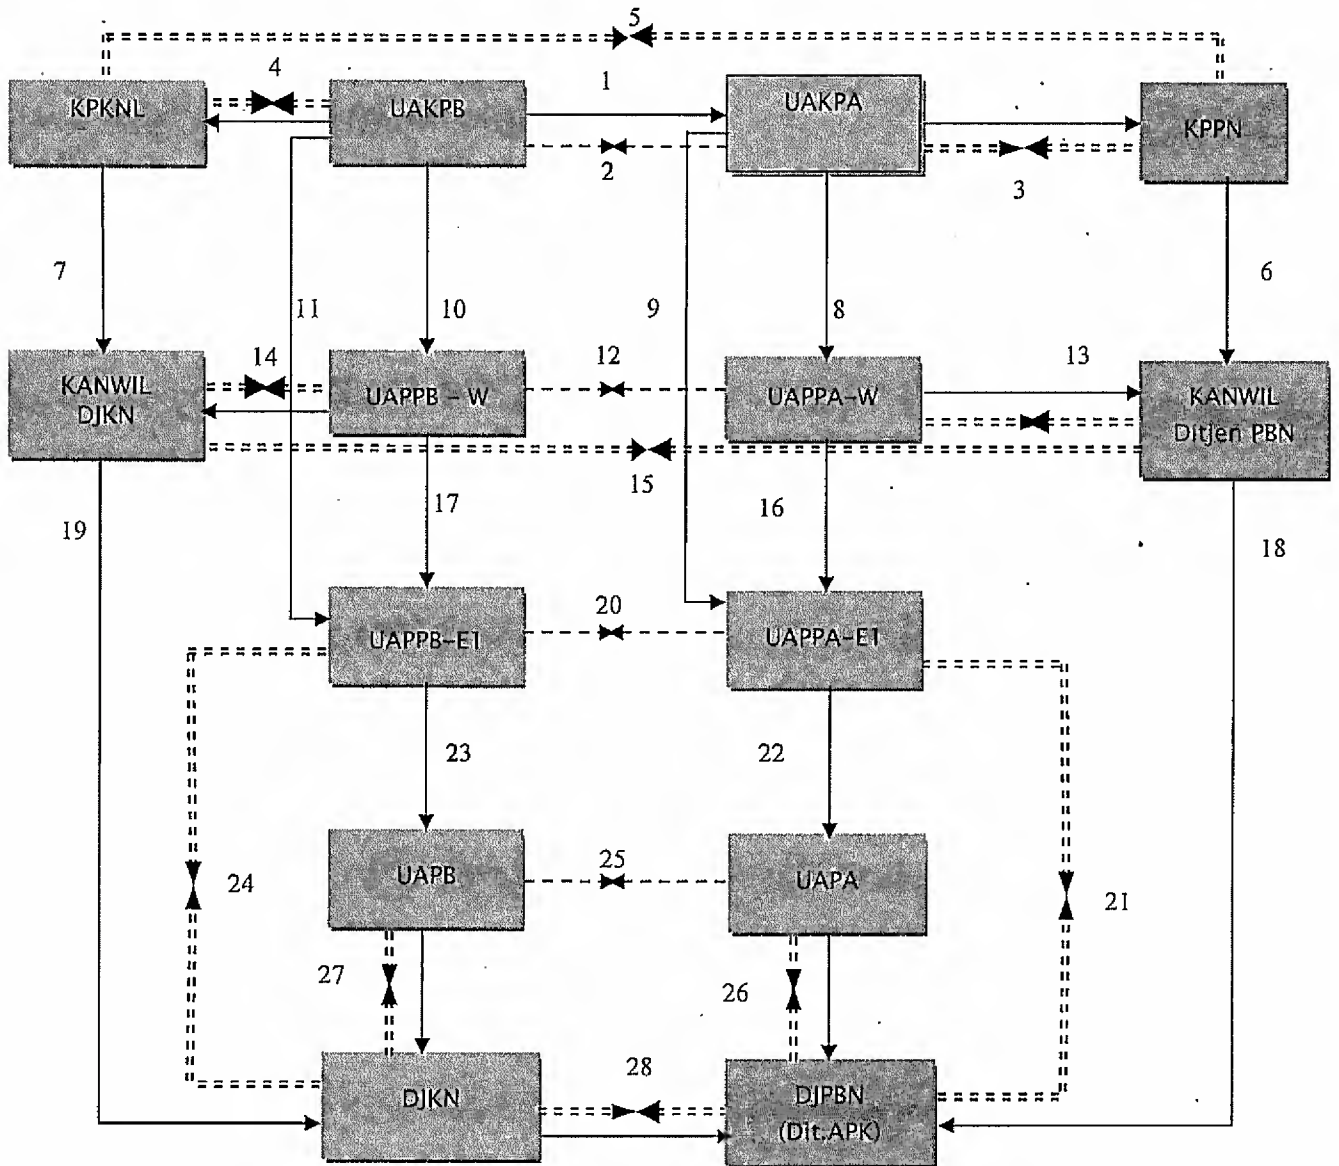 5
4
1
KPKNL
UAKPB
UAKPA
KPPN
2
3
7
11
10
9
8
6
14
12
13
KANWIL
DJKN
UAPPB - W
UAPPA-W
KANWIL
Ditjen PBN
15
19
17
16
18
20
UAPPB-E1
UAPPA-E1
23
22
24
UAPB
25
UAPA
21
27
26
28
DJKN
DJPBN
(Dit.APK)